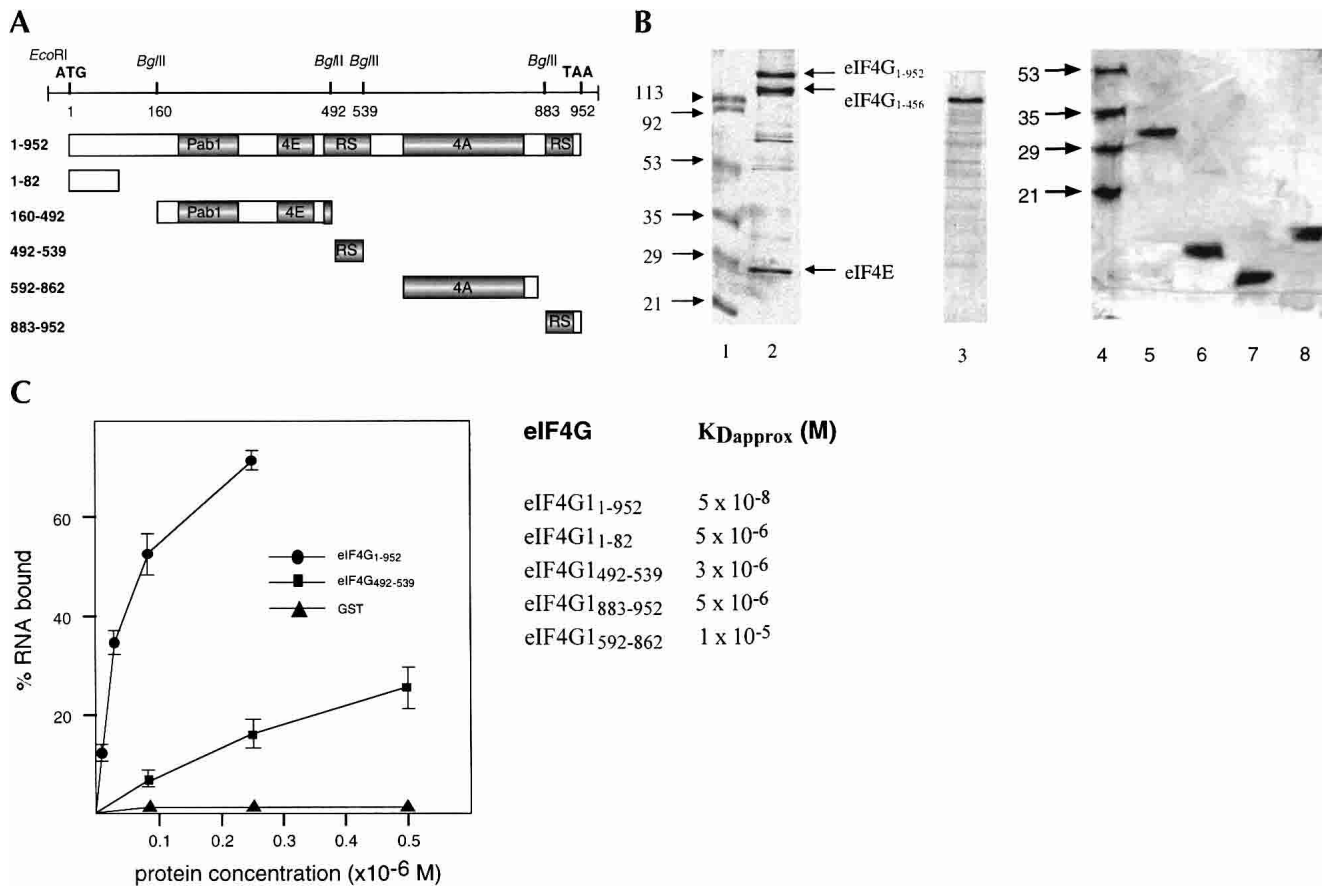 A
EcoRI
ATG
BglII
BglII
BglII
BglII
TAA
1 160 492 539 883 952
1-952 Pab1 4E RS 4A RS
1-82
160-492 Pab1 4E
492-539 RS
592-862 4A
883-952 RS
B
113
92
53
35
29
21
eIF4G1-952
eIF4G1-456
eIF4E
1 2
3
53
35
29
21
4 5 6 7 8
C
% RNA bound
60
40
20
eIF4G1-952
eIF4G492-539
GST
0.1 0.2 0.3 0.4 0.5
protein concentration (x10-6 M)
eIF4G KDapprox (M)
eIF4G11-952 5 x 10-8
eIF4G11-82 5 x 10-6
eIF4G1492-539 3 x 10-6
eIF4G1883-952 5 x 10-6
eIF4G1592-862 1 x 10-5